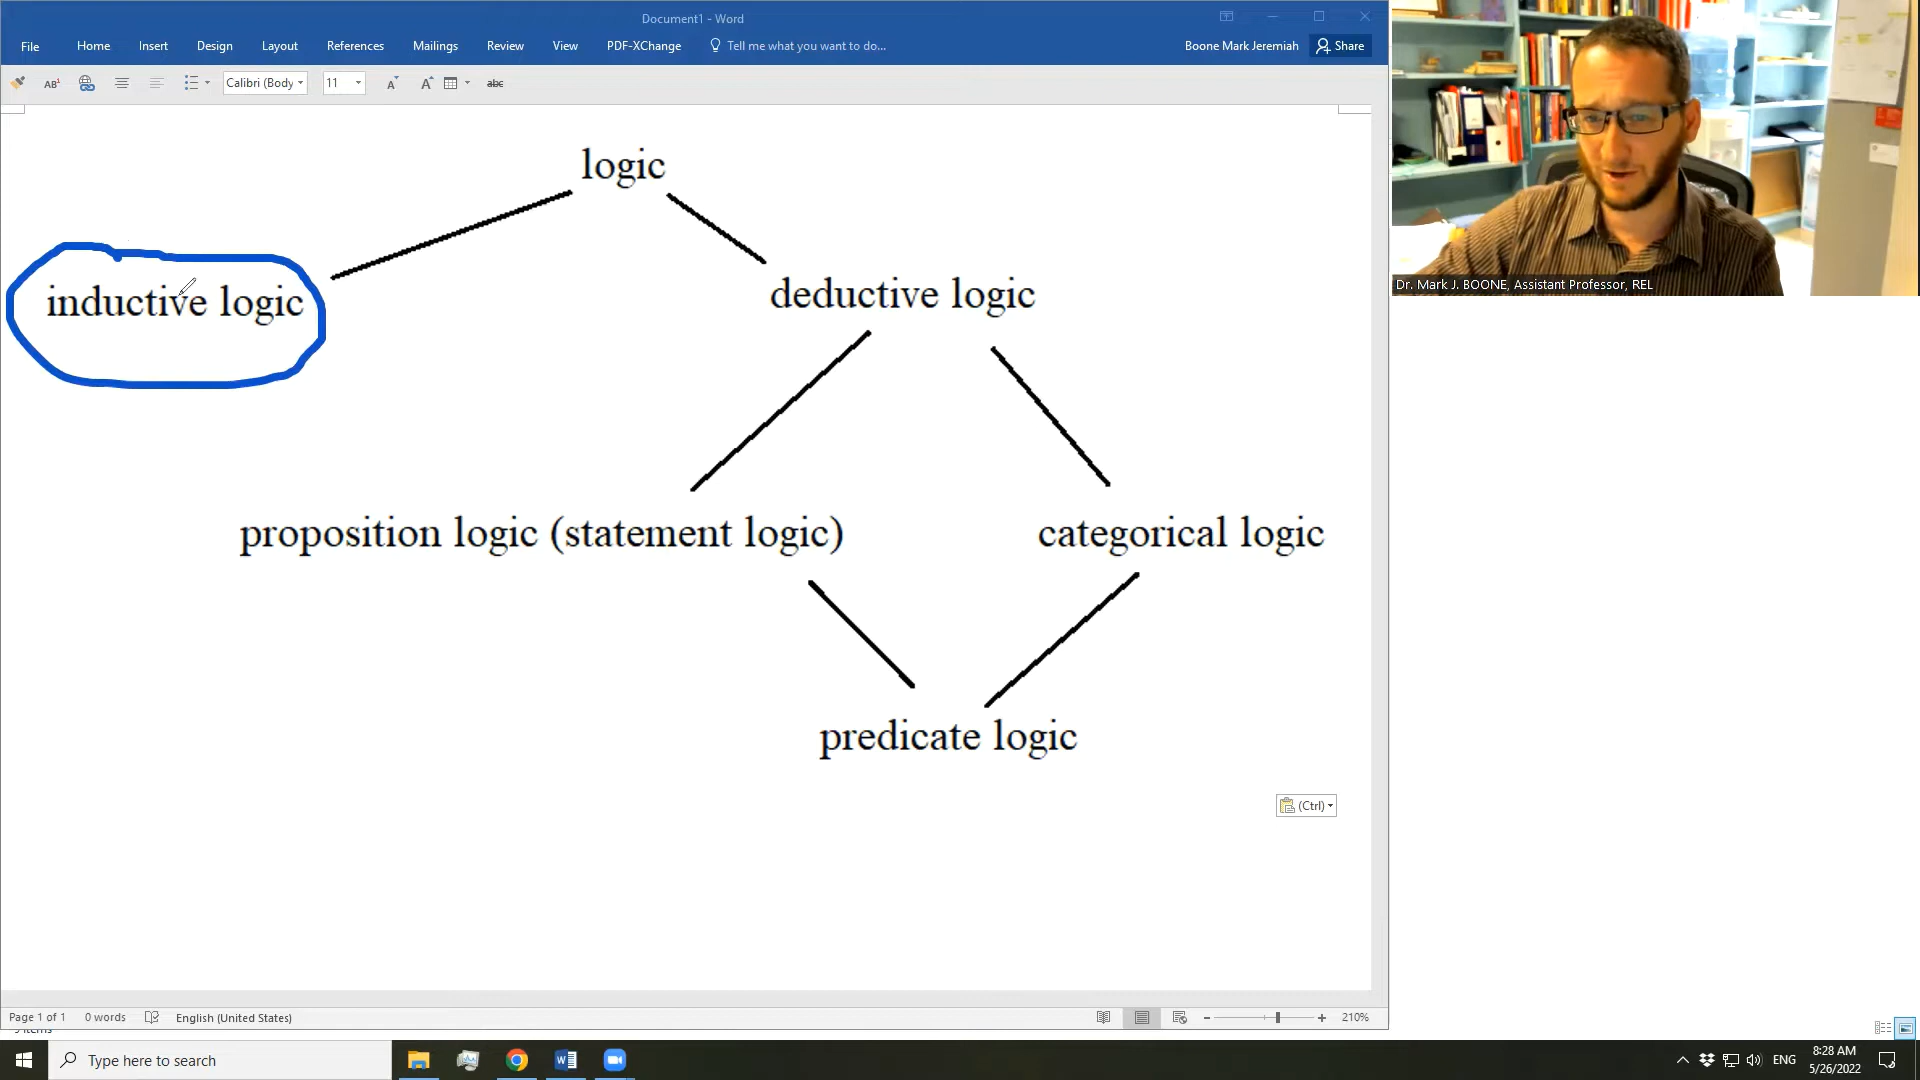 Document1 - Word
File Home Insert Design Layout References Mailings Review View PDF-XChange Tell me what you want to do... Boone Mark Jeremiah Share
AB¹ Calibri (Body 11 A A abc
logic
inductive logic
deductive logic
proposition logic (statement logic)
categorical logic
predicate logic
(Ctrl)
Dr. Mark J. BOONE, Assistant Professor, REL
Page 1 of 1 0 words English (United States) 210%
items
Type here to search
ENG
8:28 AM
5/26/2022